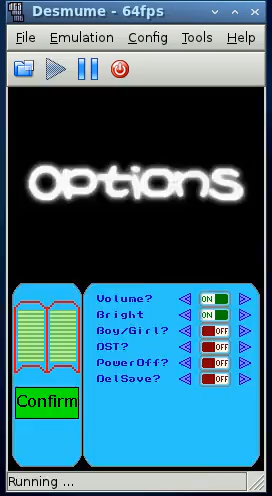 Desmume - 64fps
File Emulation Config Tools Help
Options
Volume? ON
Bright ON
Boy/Girl? OFF
DST? OFF
PowerOff? OFF
DelSave? OFF
Confirm
Running ...